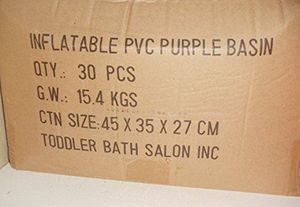 INFLATABLE PVC PURPLE BASIN
QTY.: 30 PCS
G.W.: 15.4 KGS
CTN SIZE: 45 X 35 X 27 CM
TODDLER BATH SALON INC